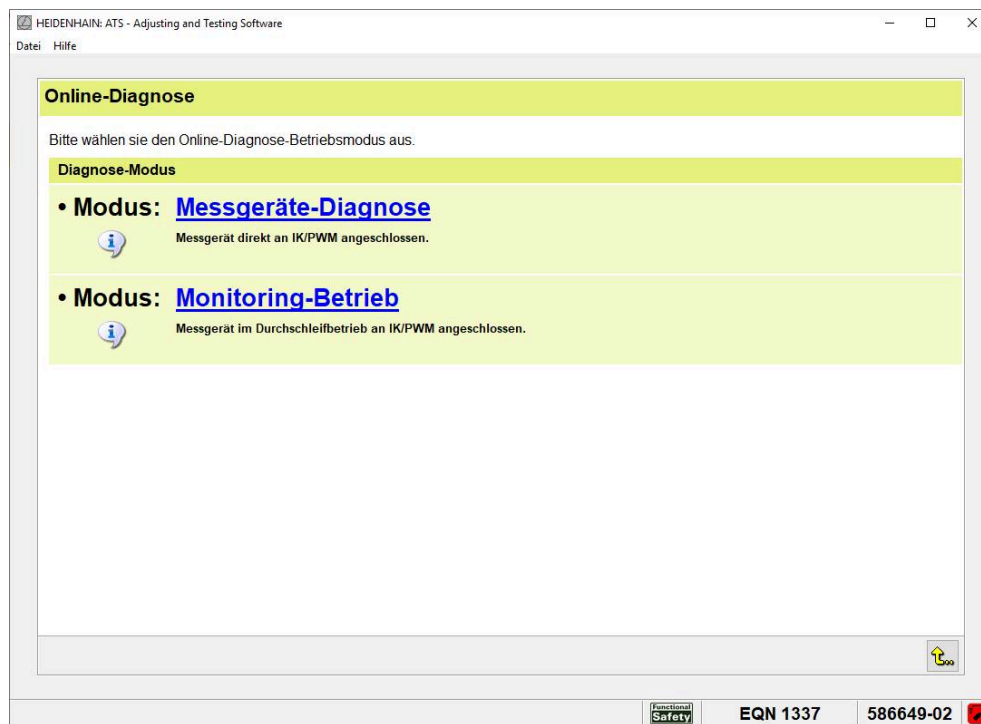 HEIDENHAIN: ATS - Adjusting and Testing Software
Datei Hilfe
Online-Diagnose
Bitte wählen sie den Online-Diagnose-Betriebsmodus aus.
Diagnose-Modus
• Modus: Messgeräte-Diagnose
Messgerät direkt an IK/PWM angeschlossen.
• Modus: Monitoring-Betrieb
Messgerät im Durchschleifbetrieb an IK/PWM angeschlossen.
Functional
Safety EQN 1337 586649-02